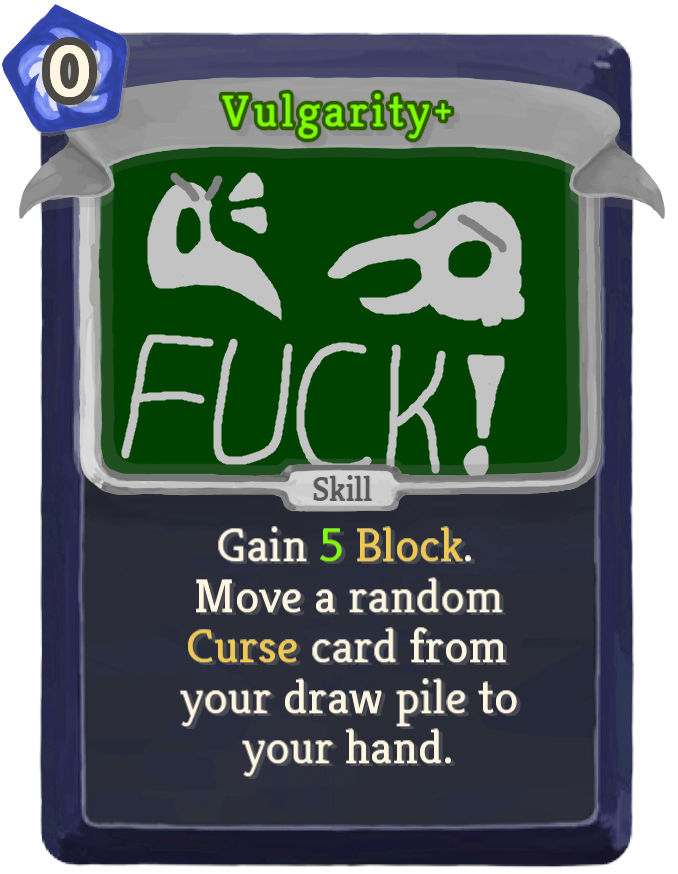 0
Vulgarity+
FUCK!
Skill
Gain 5 Block.
Move a random
Curse card from
your draw pile to
your hand.